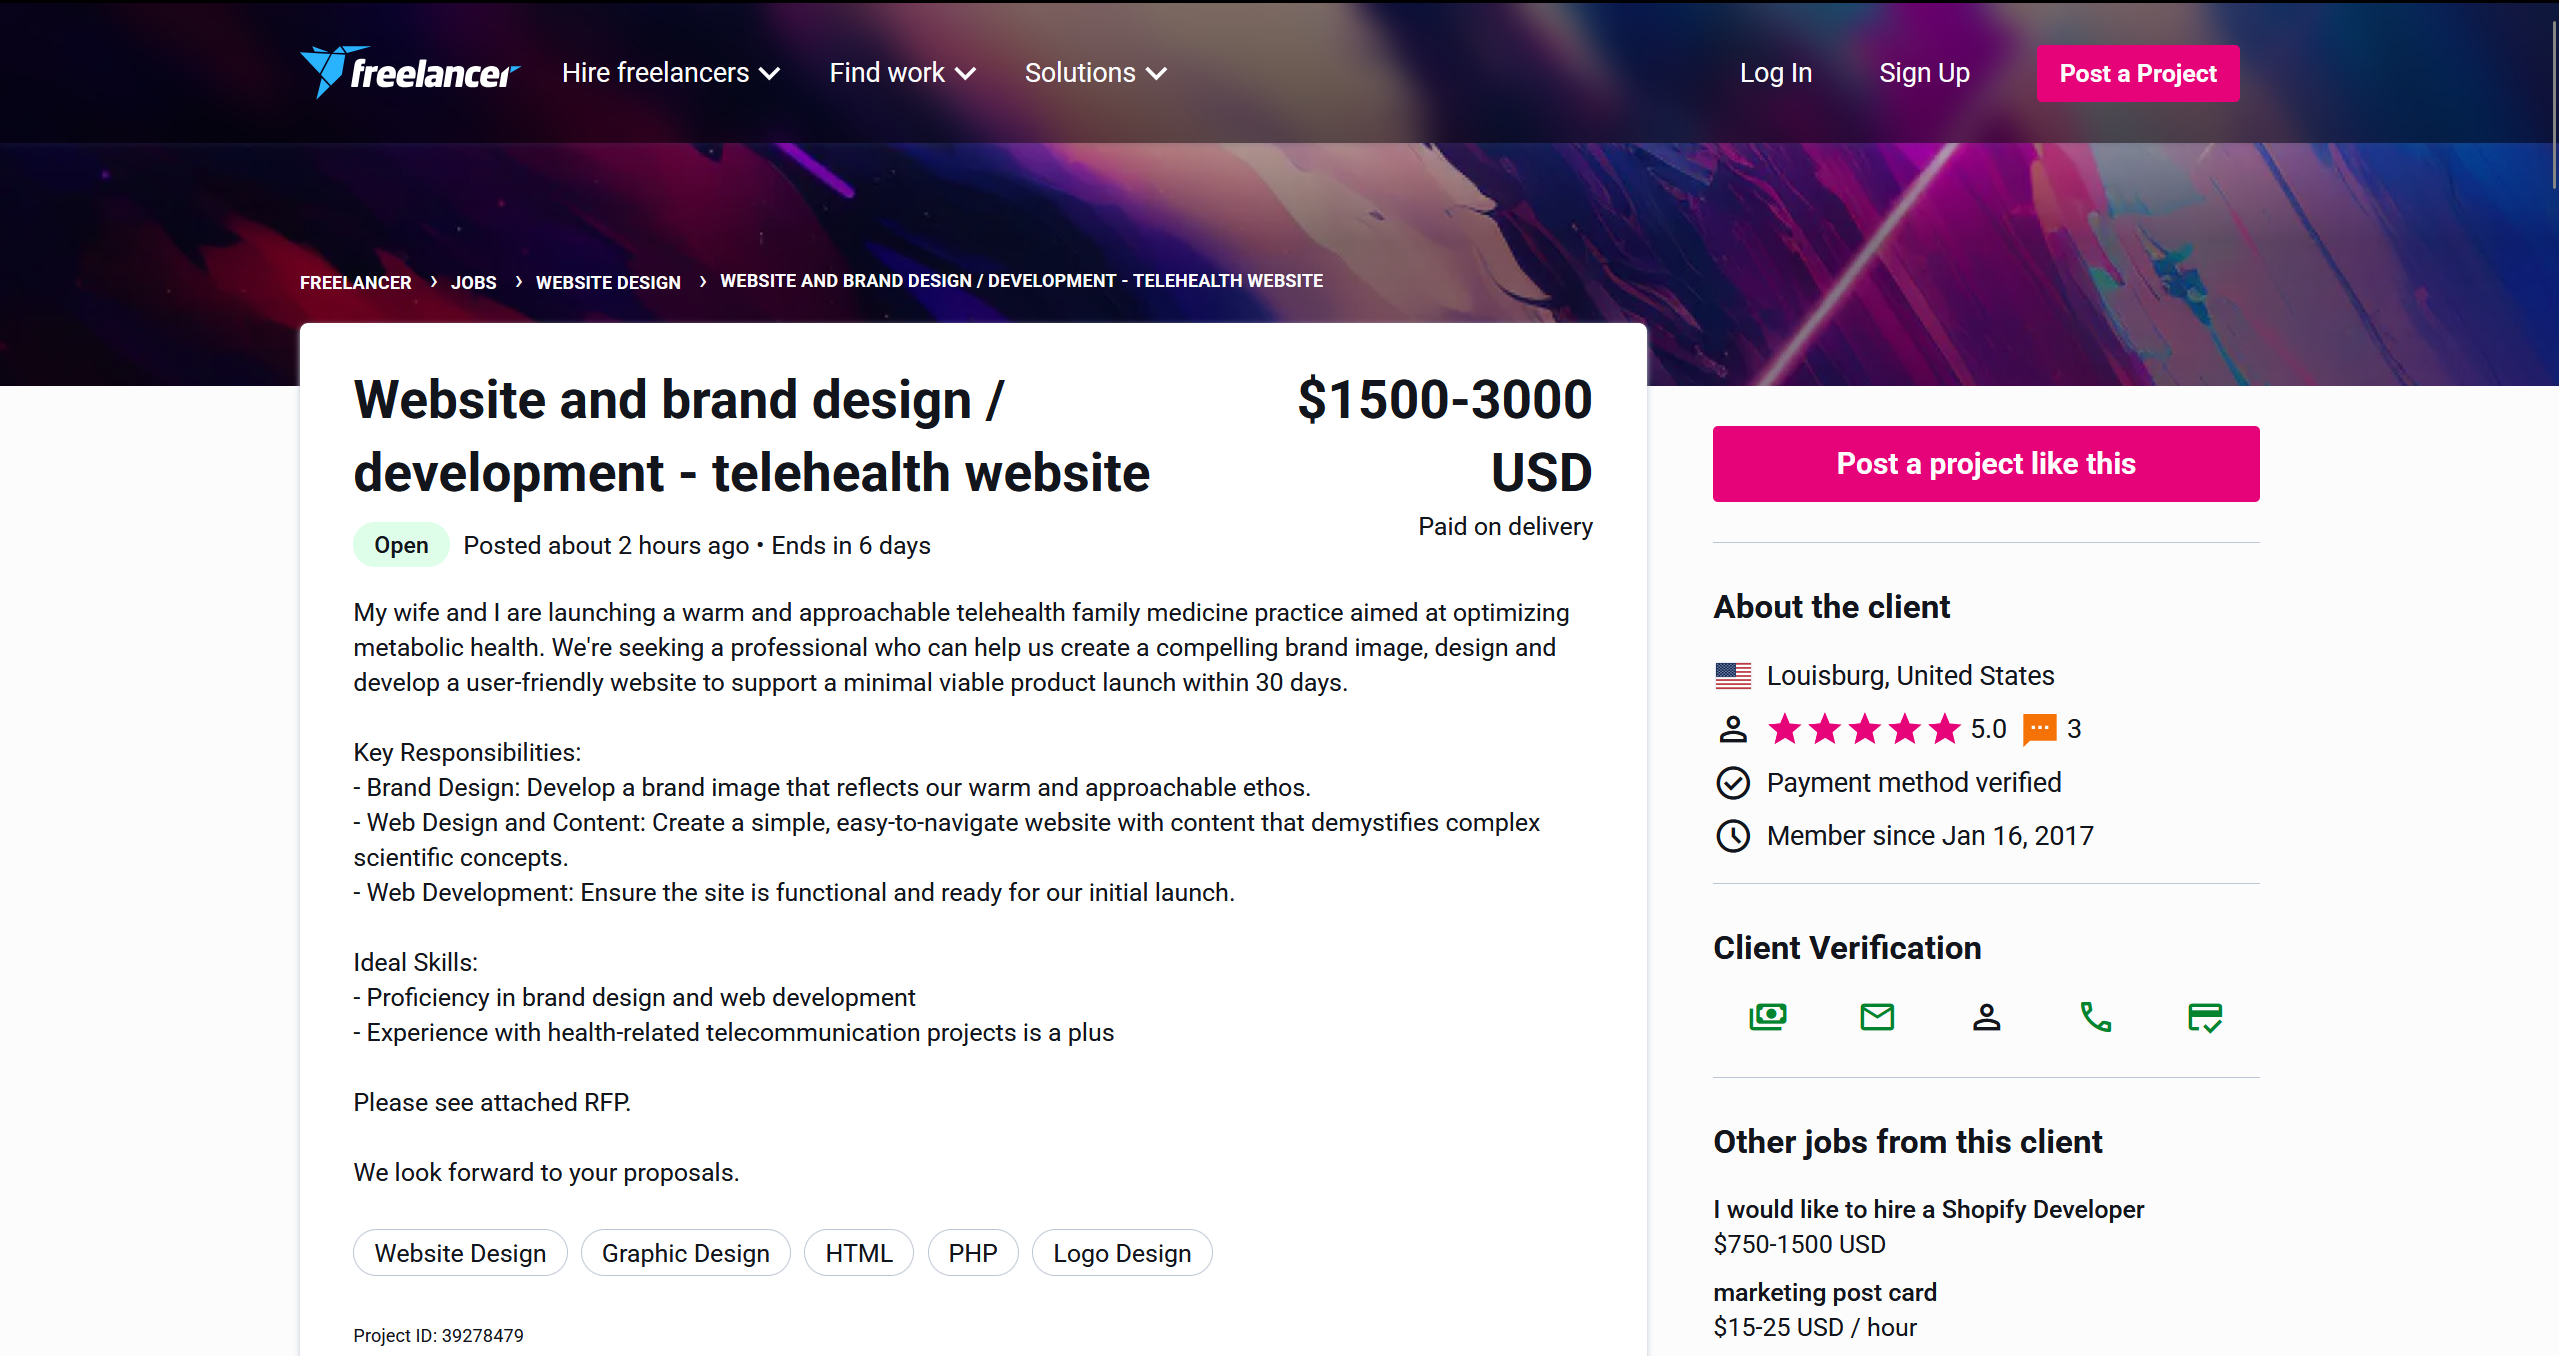 freelancer
Hire freelancers
Find work
Solutions
Log In
Sign Up
Post a Project
FREELANCER › JOBS › WEBSITE DESIGN › WEBSITE AND BRAND DESIGN / DEVELOPMENT - TELEHEALTH WEBSITE
Website and brand design /
development - telehealth website
$1500-3000
USD
Paid on delivery
Open
Posted about 2 hours ago • Ends in 6 days
My wife and I are launching a warm and approachable telehealth family medicine practice aimed at optimizing
metabolic health. We're seeking a professional who can help us create a compelling brand image, design and
develop a user-friendly website to support a minimal viable product launch within 30 days.
Key Responsibilities:
- Brand Design: Develop a brand image that reflects our warm and approachable ethos.
- Web Design and Content: Create a simple, easy-to-navigate website with content that demystifies complex
scientific concepts.
- Web Development: Ensure the site is functional and ready for our initial launch.
Ideal Skills:
- Proficiency in brand design and web development
- Experience with health-related telecommunication projects is a plus
Please see attached RFP.
We look forward to your proposals.
Website Design
Graphic Design
HTML
PHP
Logo Design
Project ID: 39278479
Post a project like this
About the client
Louisburg, United States
5.0 3
Payment method verified
Member since Jan 16, 2017
Client Verification
Other jobs from this client
I would like to hire a Shopify Developer
$750-1500 USD
marketing post card
$15-25 USD / hour